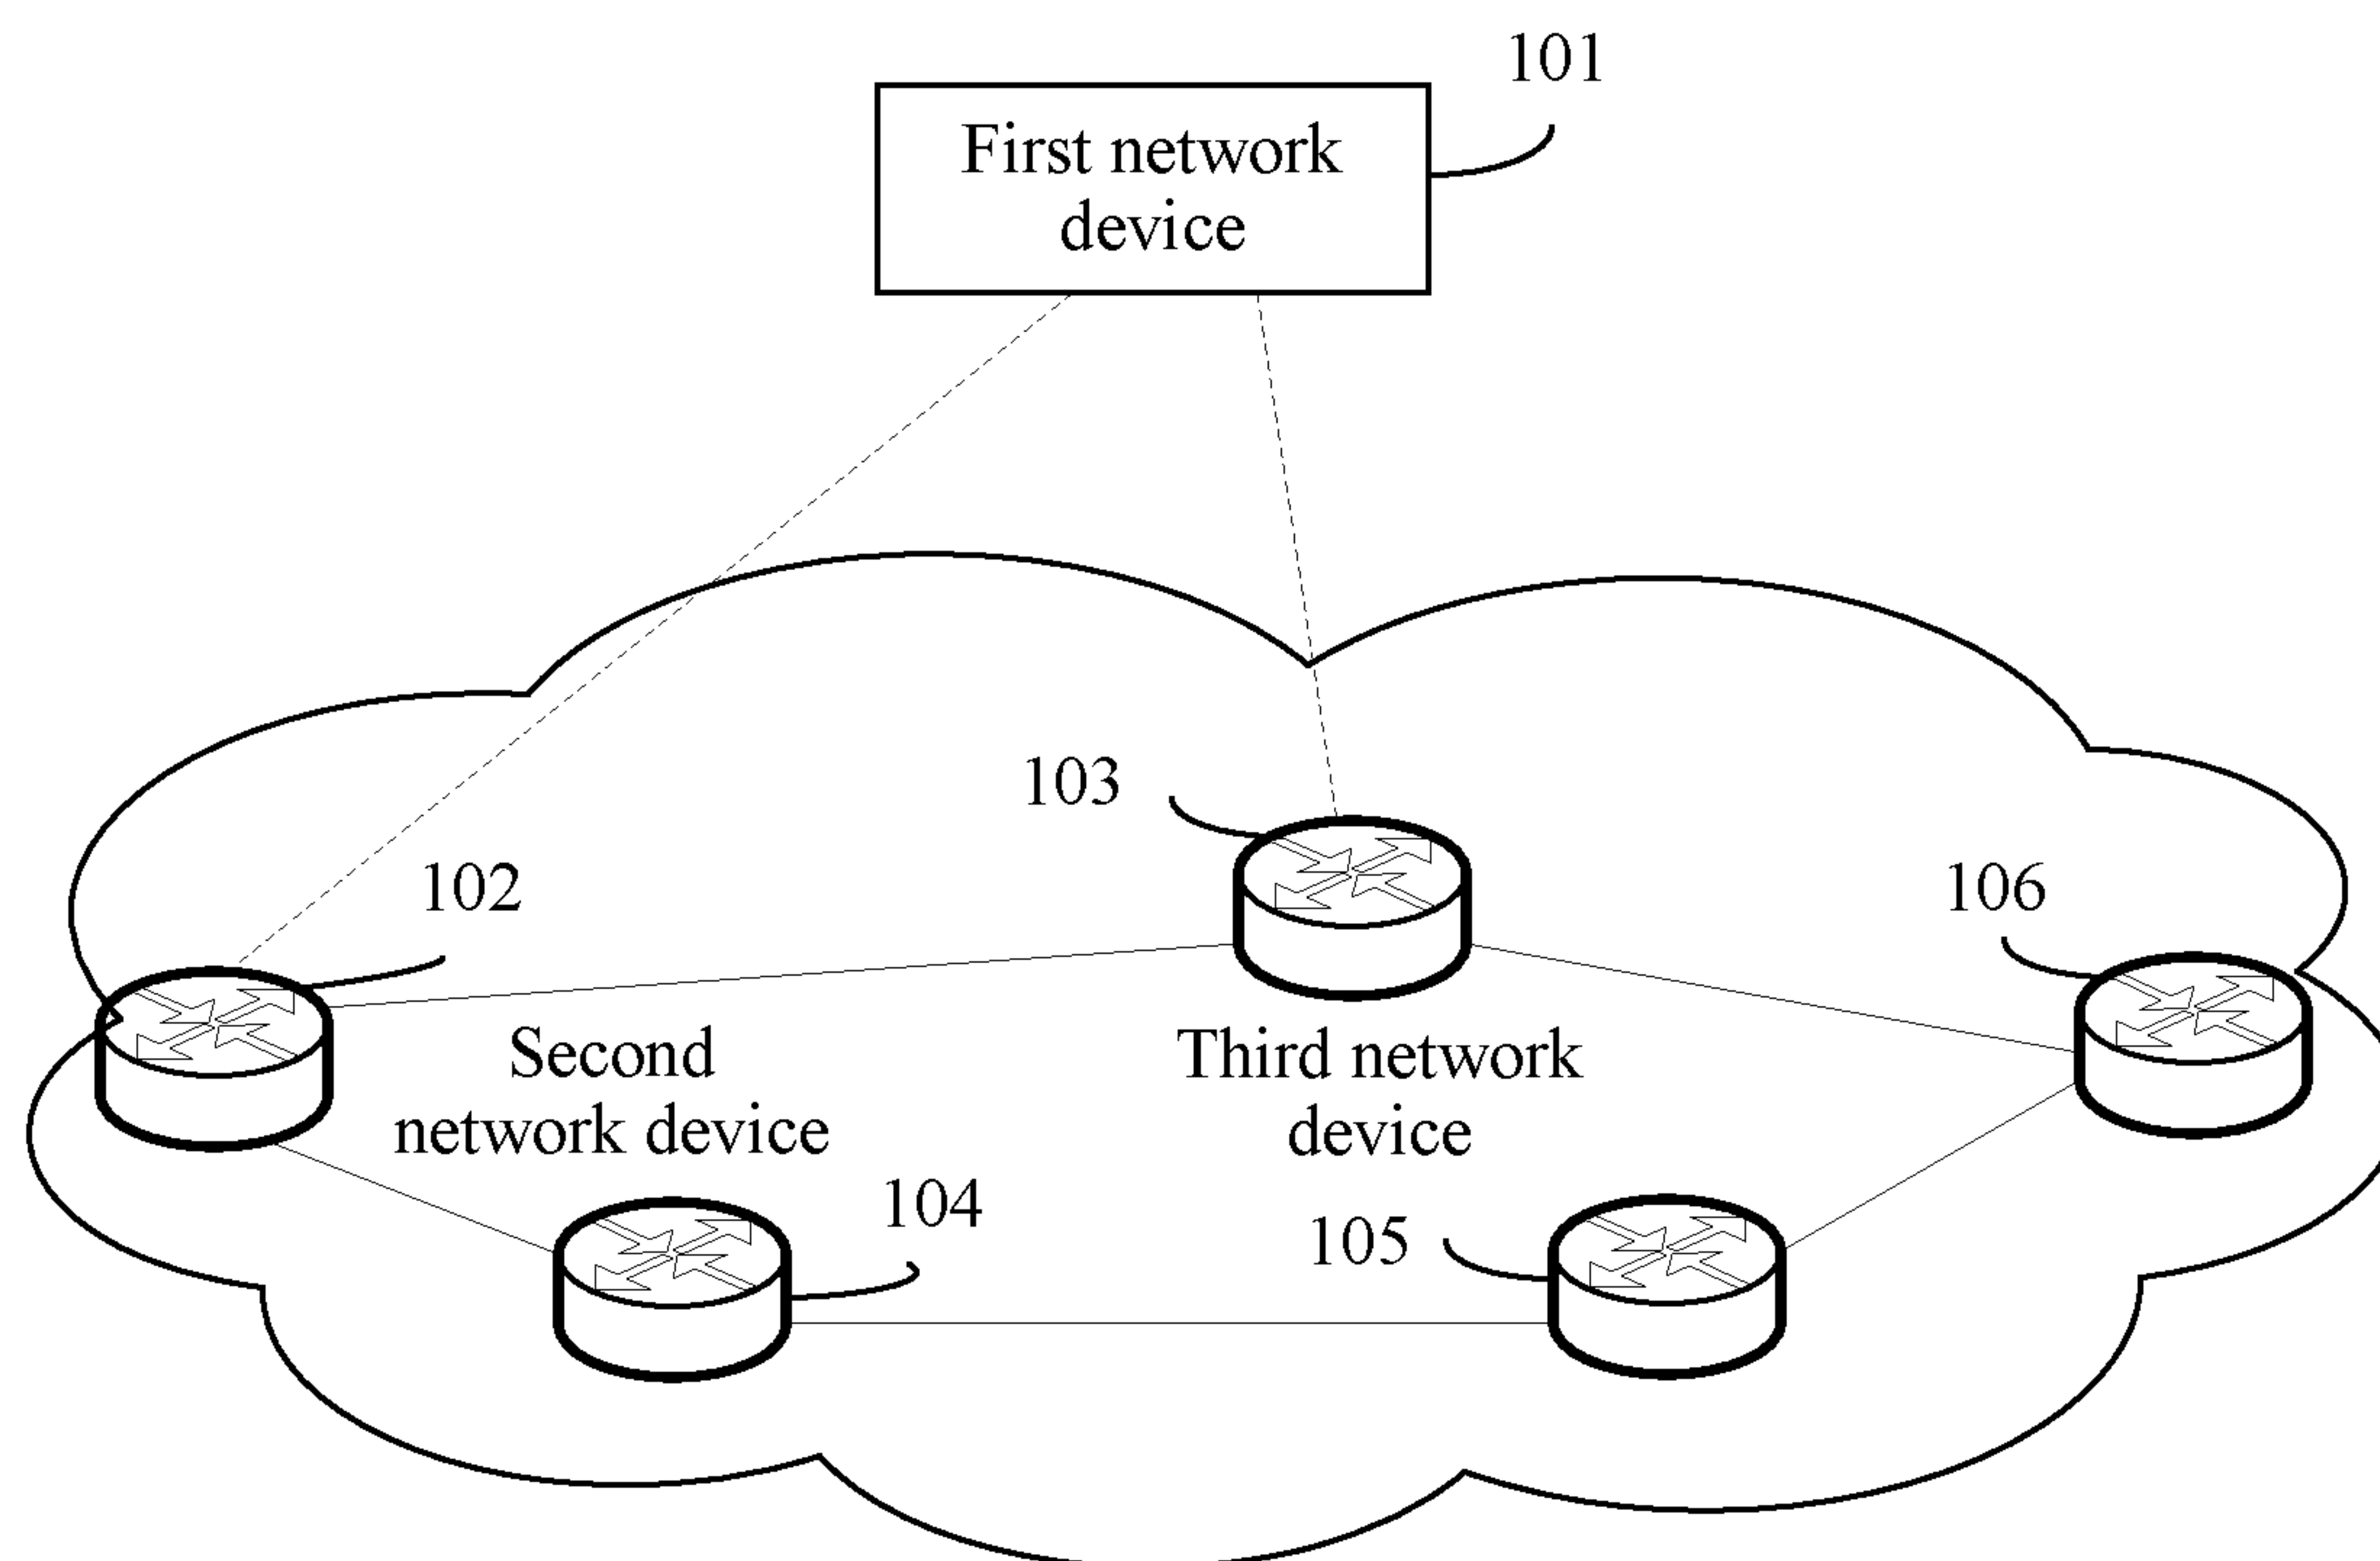 101
First network
device
103
102
106
Second
network device
Third network
device
104
105